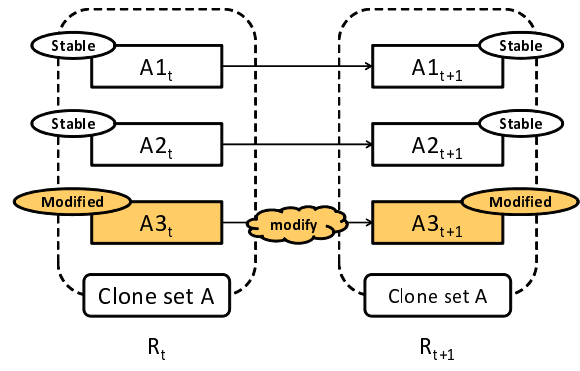 Stable Stable
A1t A1t+1
Stable Stable
A2t A2t+1
Modified Modified
A3t modify A3t+1
Clone set A Clone set A
Rt Rt+1